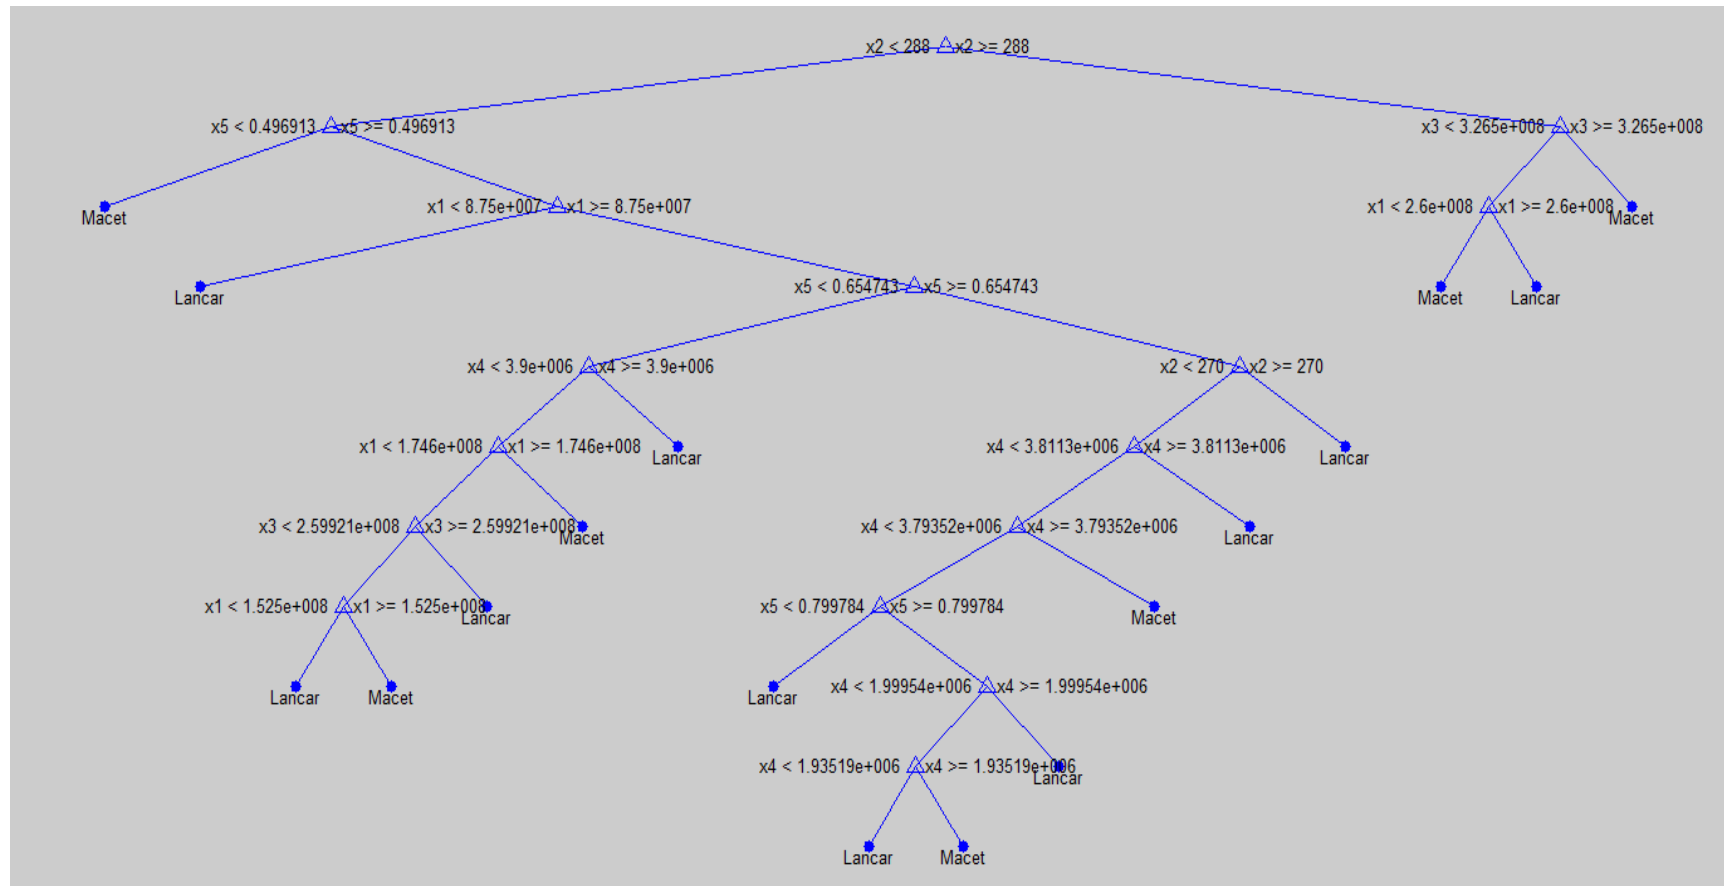 x2 < 288 x2 >= 288
x5 < 0.496913 x5 >= 0.496913
x3 < 3.265e+008 x3 >= 3.265e+008
Macet
x1 < 8.75e+007 x1 >= 8.75e+007
x1 < 2.6e+008 x1 >= 2.6e+008
Macet
Lancar
x5 < 0.654743 x5 >= 0.654743
Macet
Lancar
x4 < 3.9e+006 x4 >= 3.9e+006
x2 < 270 x2 >= 270
x1 < 1.746e+008 x1 >= 1.746e+008
Lancar
x4 < 3.8113e+006 x4 >= 3.8113e+006
Lancar
x3 < 2.59921e+008 x3 >= 2.59921e+008
Macet
x4 < 3.79352e+006 x4 >= 3.79352e+006
Lancar
x1 < 1.525e+008 x1 >= 1.525e+008
Lancar
x5 < 0.799784 x5 >= 0.799784
Macet
Lancar
Macet
Lancar
x4 < 1.99954e+006 x4 >= 1.99954e+006
x4 < 1.93519e+006 x4 >= 1.93519e+006
Lancar
Lancar
Macet